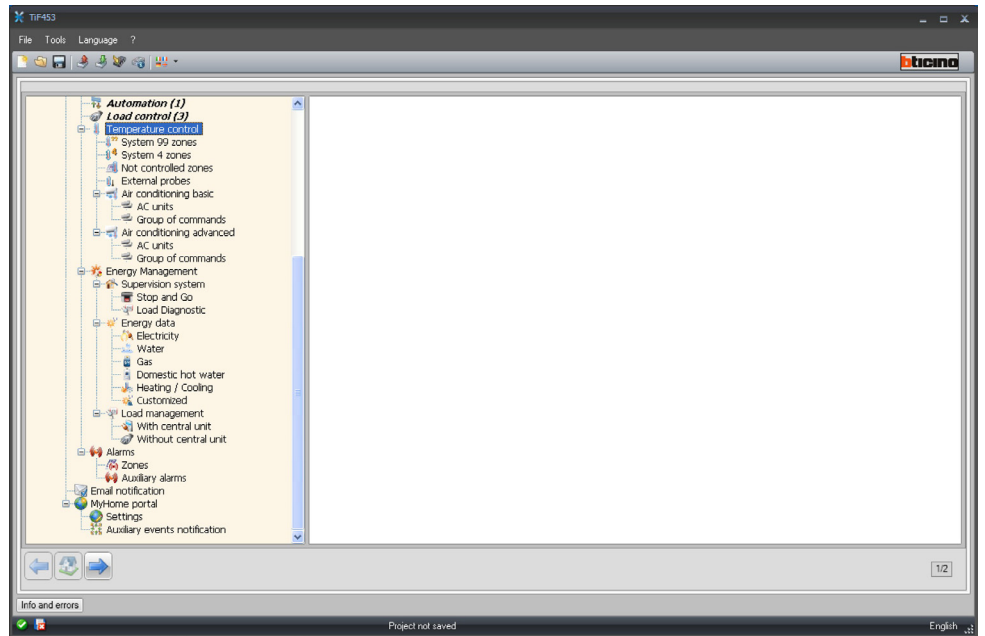 TiF453
File Tools Language ?
bticino
Automation (1)
Load control (3)
Temperature control
System 99 zones
System 4 zones
Not controlled zones
External probes
Air conditioning basic
AC units
Group of commands
Air conditioning advanced
AC units
Group of commands
Energy Management
Supervision system
Stop and Go
Load Diagnostic
Energy data
Electricity
Water
Gas
Domestic hot water
Heating / Cooling
Customized
Load management
With central unit
Without central unit
Alarms
Zones
Auxiliary alarms
Email notification
MyHome portal
Settings
Auxiliary events notification
1/2
Info and errors
Project not saved English